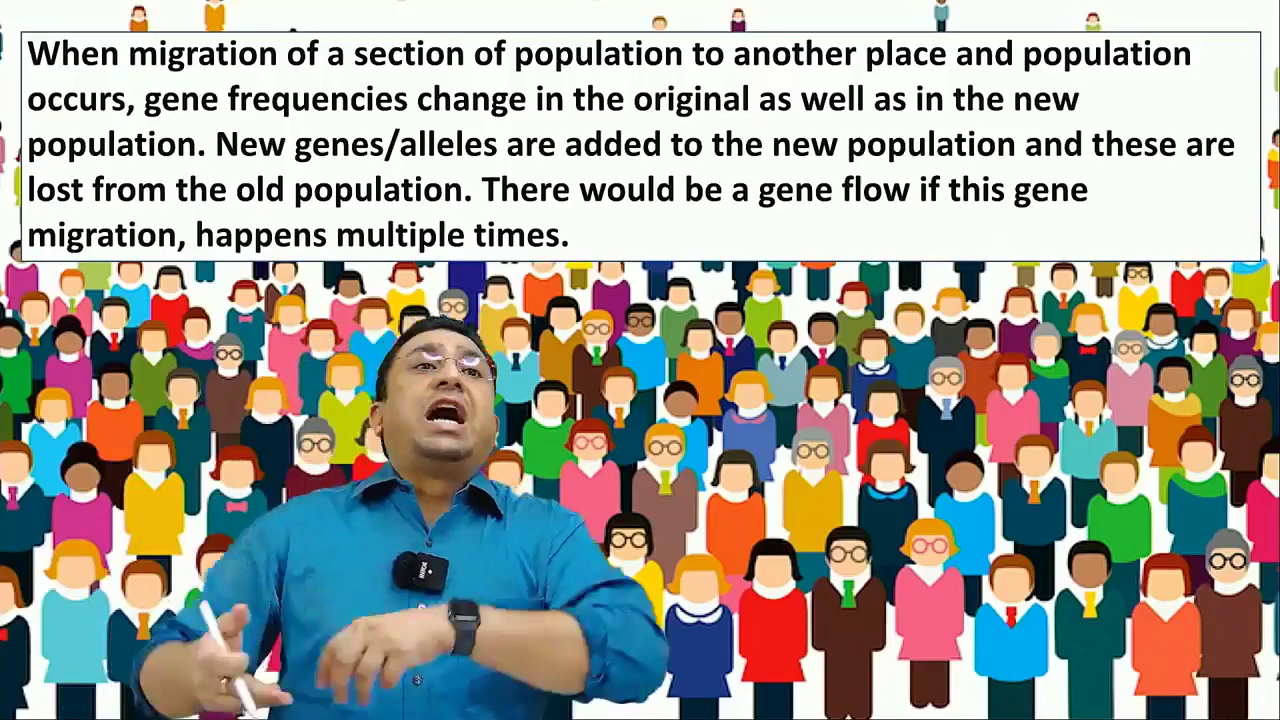 When migration of a section of population to another place and population
occurs, gene frequencies change in the original as well as in the new
population. New genes/alleles are added to the new population and these are
lost from the old population. There would be a gene flow if this gene
migration, happens multiple times.